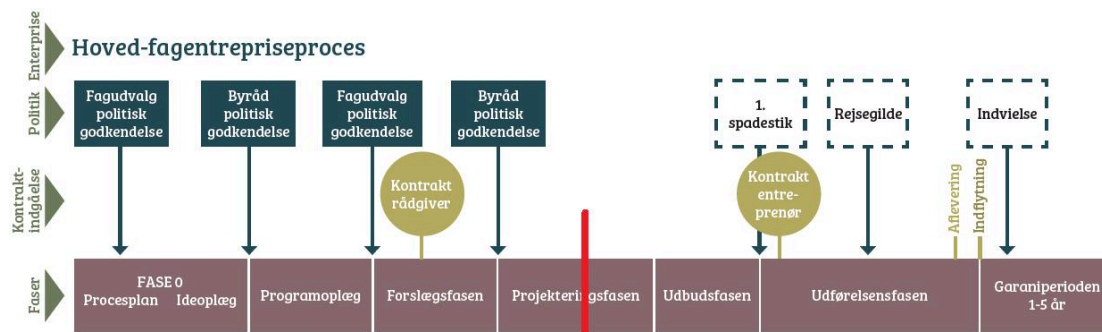 Enterprise
Hoved-fagentrepriseproces
Politik
Fagudvalg
politisk
godkendelse
Byråd
politisk
godkendelse
Fagudvalg
politisk
godkendelse
Byråd
politisk
godkendelse
1.
spadestik
Rejsegilde
Indvielse
Kontrakt-
indgåelse
Kontrakt
rådgiver
Kontrakt
entre-
prenør
Aflevering
Indflytning
Faser
FASE 0
Procesplan Ideoplæg
Programoplæg
Forslægsfasen
Projekteringsfasen
Udbudsfasen
Udførelsensfasen
Garaniperioden
1-5 år